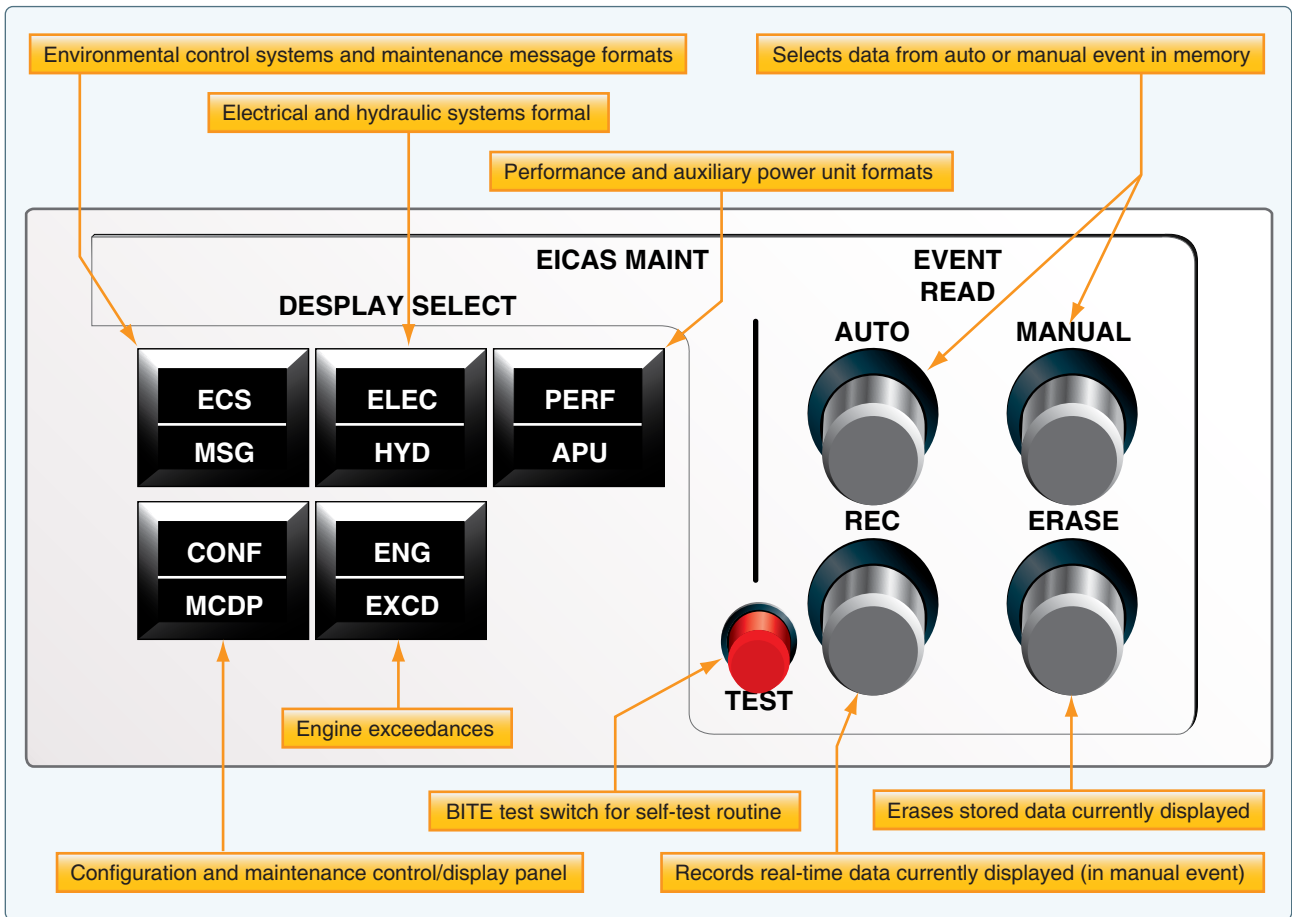 Environmental control systems and maintenance message formats
Selects data from auto or manual event in memory
Electrical and hydraulic systems formal
Performance and auxiliary power unit formats
EICAS MAINT
EVENT
READ
DESPLAY SELECT
AUTO
MANUAL
ECS
MSG
ELEC
HYD
PERF
APU
REC
ERASE
CONF
MCDP
ENG
EXCD
TEST
Engine exceedances
BITE test switch for self-test routine
Erases stored data currently displayed
Configuration and maintenance control/display panel
Records real-time data currently displayed (in manual event)